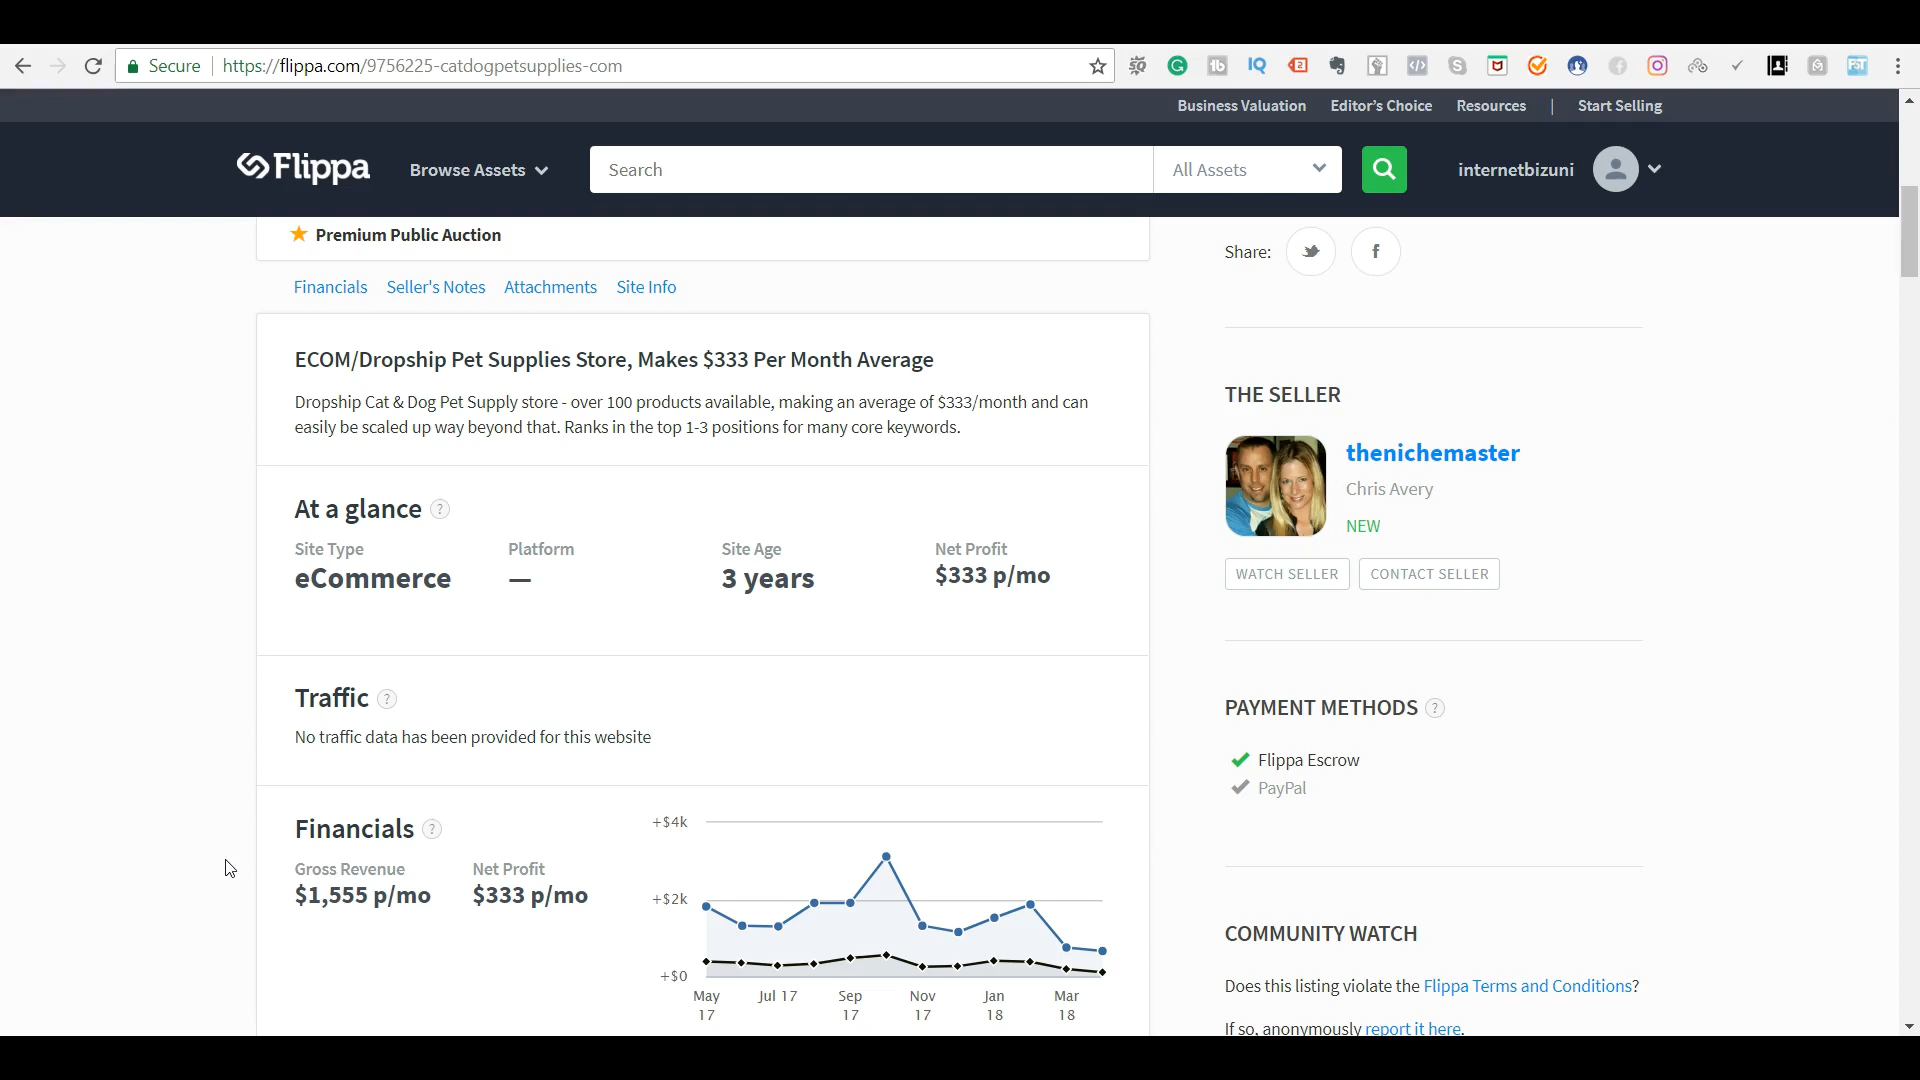 Secure https://flippa.com/9756225-catdogpetsupplies-com
Business Valuation Editor's Choice Resources | Start Selling
Flippa Browse Assets Search All Assets internetbizuni
Premium Public Auction
Share:
Financials Seller's Notes Attachments Site Info
ECOM/Dropship Pet Supplies Store, Makes $333 Per Month Average
Dropship Cat & Dog Pet Supply store - over 100 products available, making an average of $333/month and can
easily be scaled up way beyond that. Ranks in the top 1-3 positions for many core keywords.
THE SELLER
thenichemaster
Chris Avery
NEW
WATCH SELLER CONTACT SELLER
At a glance ?
Site Type Platform Site Age Net Profit
eCommerce — 3 years $333 p/mo
Traffic ?
No traffic data has been provided for this website
PAYMENT METHODS ?
Flippa Escrow
PayPal
Financials ?
Gross Revenue Net Profit
$1,555 p/mo $333 p/mo
+$4k
+$2k
+$0
May Jul 17 Sep Nov Jan Mar
17 17 17 18 18
COMMUNITY WATCH
Does this listing violate the Flippa Terms and Conditions?
If so, anonymously report it here.